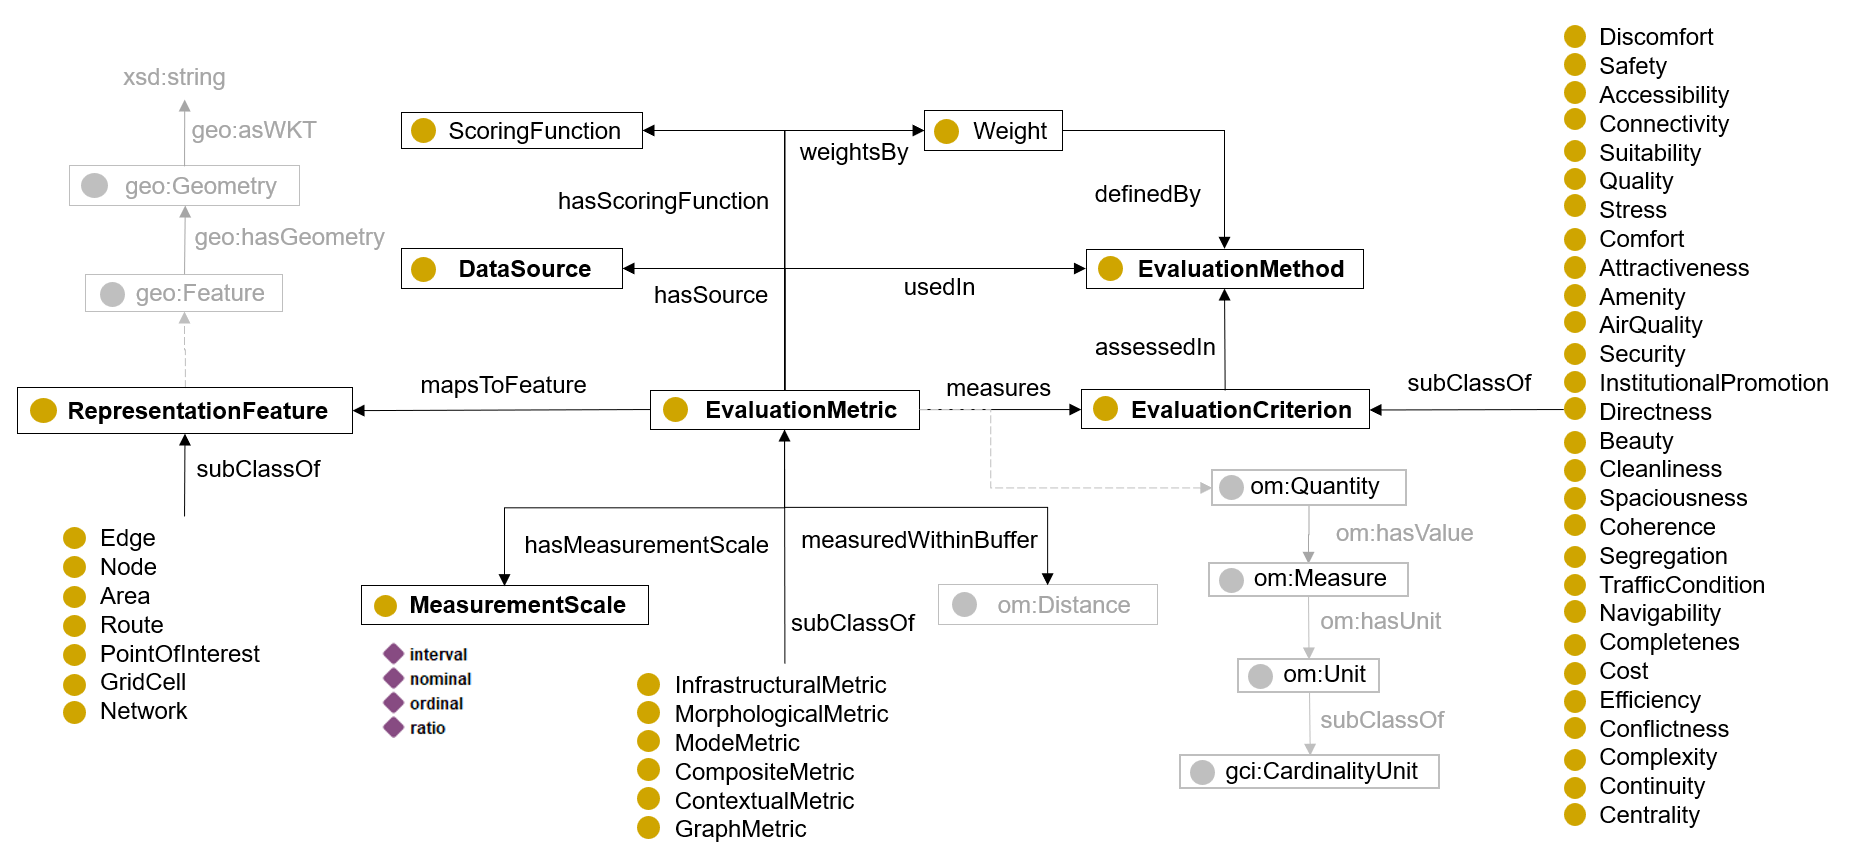 xsd:string
geo:asWKT
geo:Geometry
geo:hasGeometry
geo:Feature
RepresentationFeature
subClassOf
Edge
Node
Area
Route
PointOfInterest
GridCell
Network
ScoringFunction
weightsBy
Weight
hasScoringFunction
definedBy
DataSource
hasSource
usedIn
EvaluationMethod
assessedIn
mapsToFeature
EvaluationMetric
measures
EvaluationCriterion
subClassOf
hasMeasurementScale
measuredWithinBuffer
MeasurementScale
interval
nominal
ordinal
ratio
om:Distance
subClassOf
InfrastructuralMetric
MorphologicalMetric
ModeMetric
CompositeMetric
ContextualMetric
GraphMetric
om:Quantity
om:hasValue
om:Measure
om:hasUnit
om:Unit
subClassOf
gci:CardinalityUnit
Discomfort
Safety
Accessibility
Connectivity
Suitability
Quality
Stress
Comfort
Attractiveness
Amenity
AirQuality
Security
InstitutionalPromotion
Directness
Beauty
Cleanliness
Spaciousness
Coherence
Segregation
TrafficCondition
Navigability
Completenes
Cost
Efficiency
Conflictness
Complexity
Continuity
Centrality